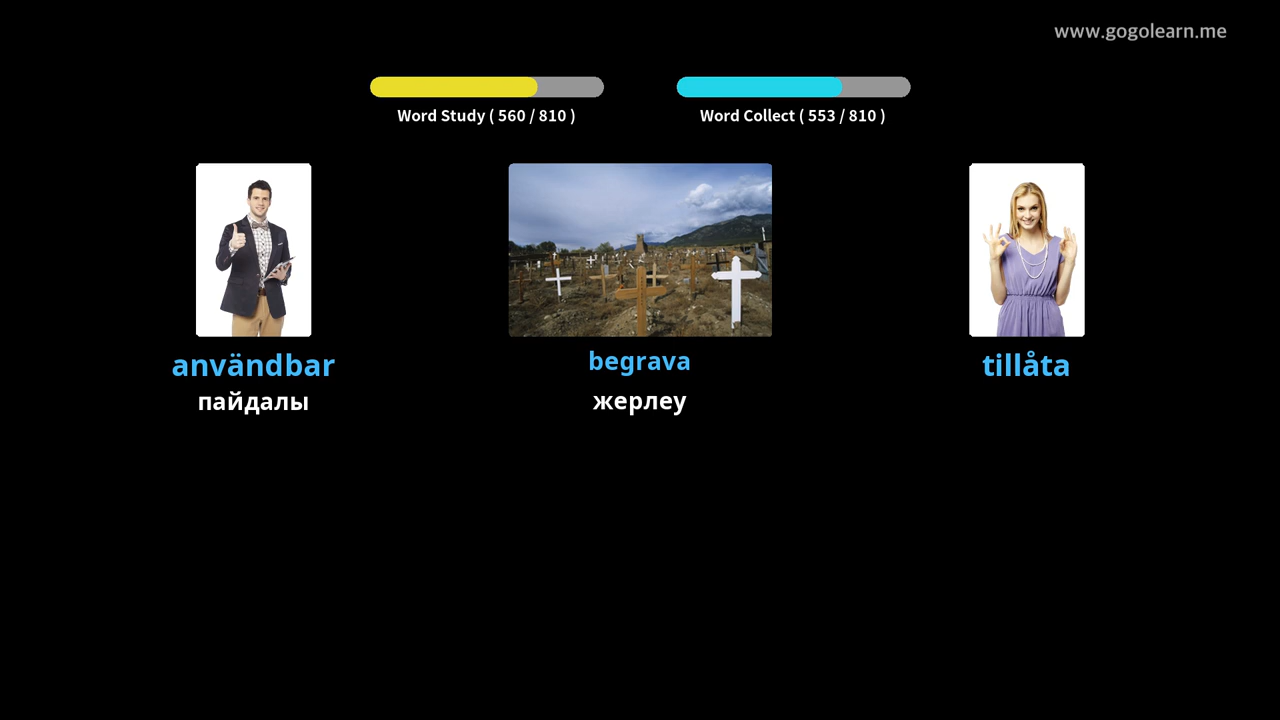 www.gogolearn.me
Word Study ( 560 / 810 )
Word Collect ( 553 / 810 )
användbar
пайдалы
begrava
жерлеу
tillåta